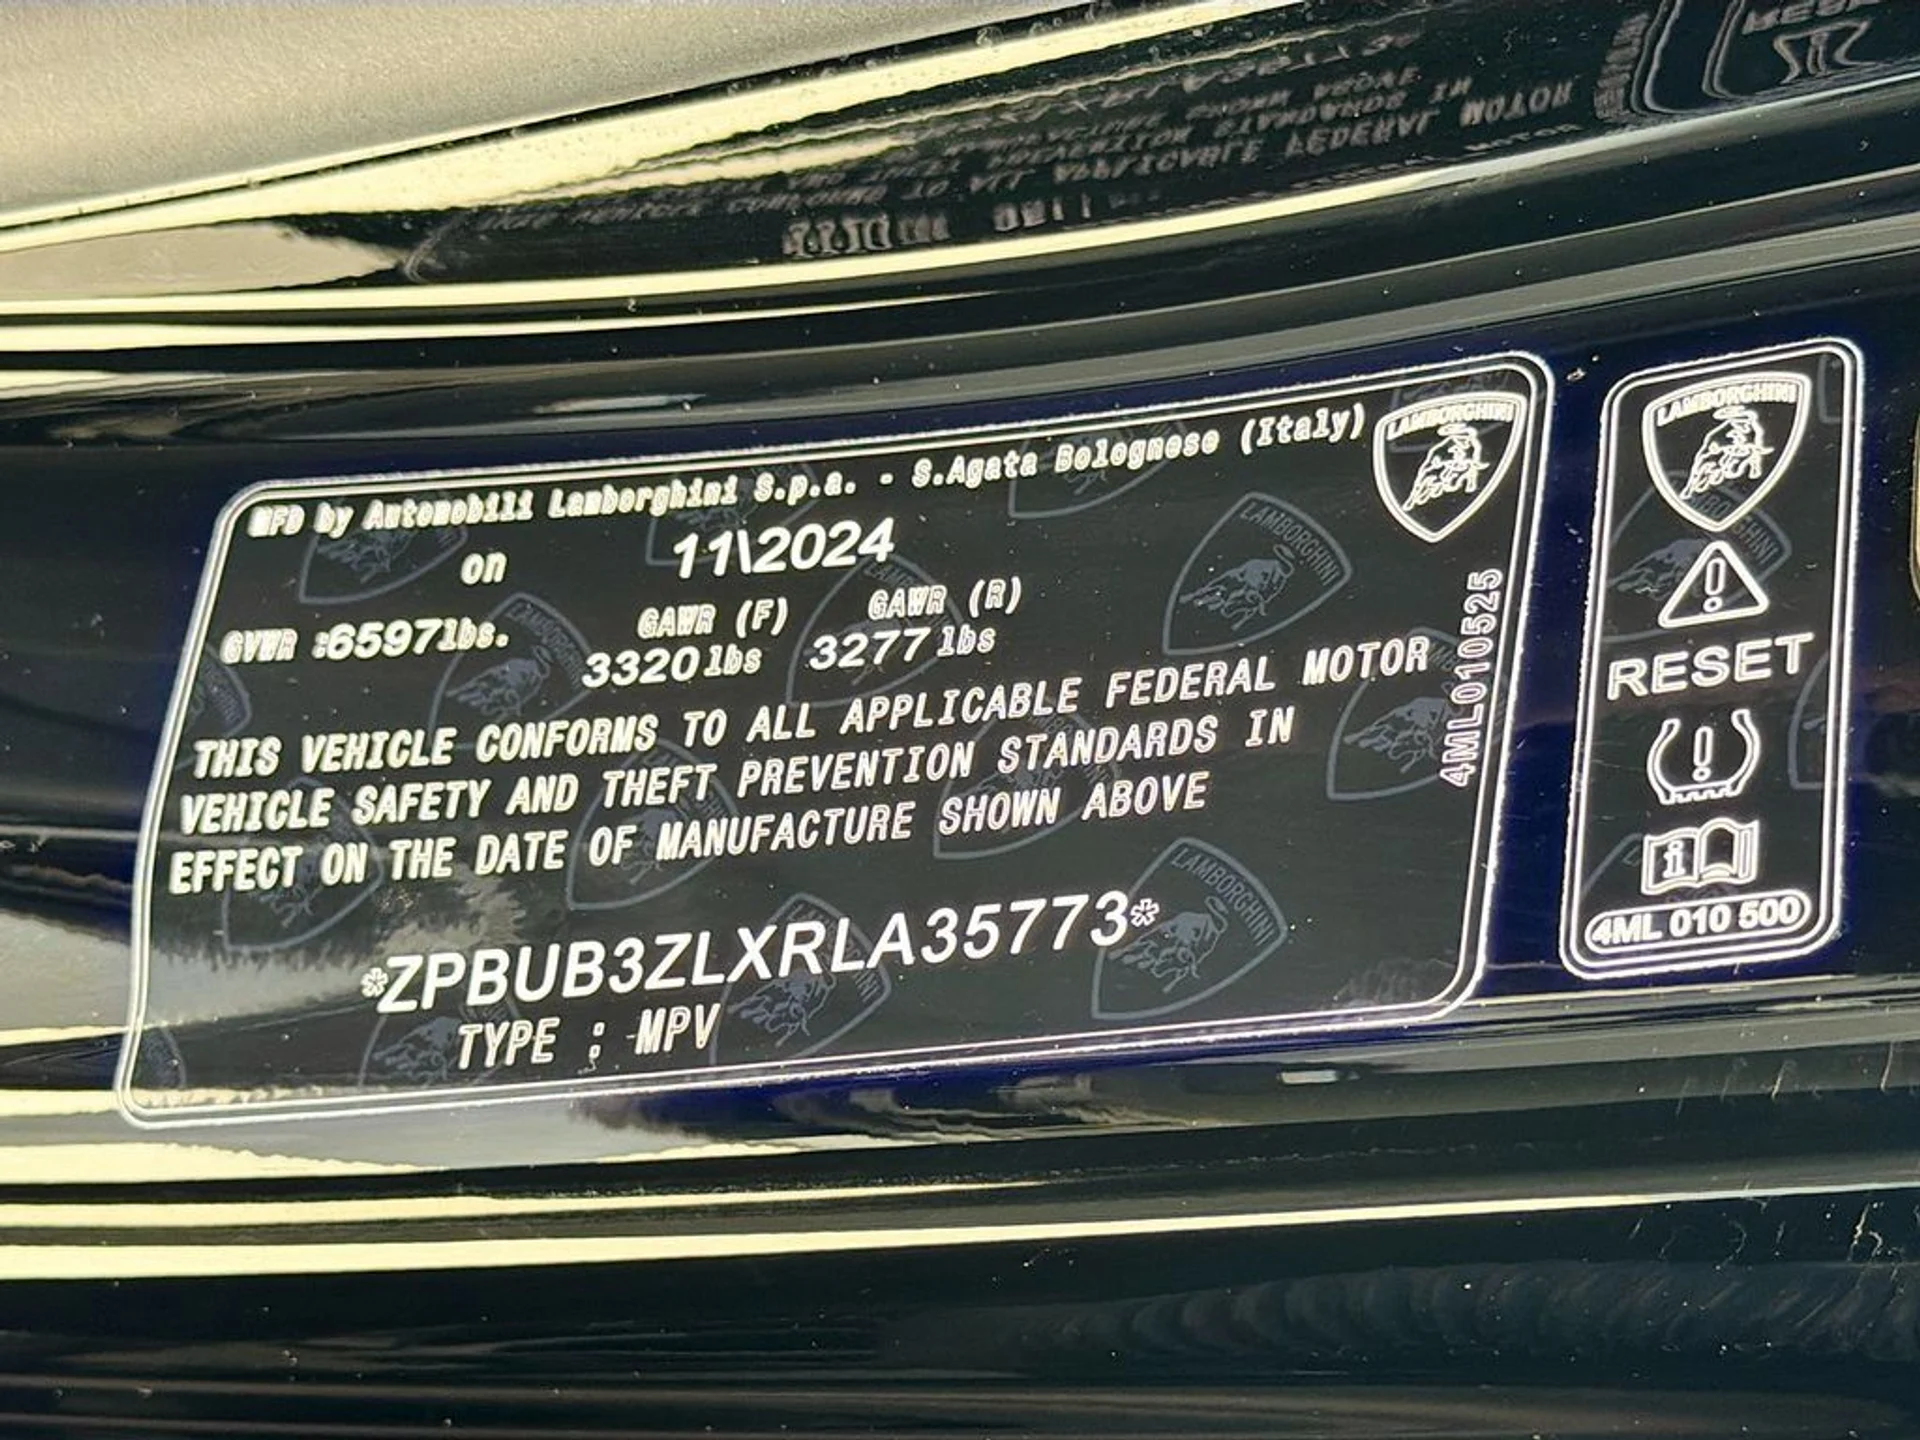 MFD by Automobili Lamborghini S.p.a. - S.Agata Bolognese (Italy)
on 11\2024
GVWR :6597lbs. GAWR (F) GAWR (R)
3320lbs 3277lbs
THIS VEHICLE CONFORMS TO ALL APPLICABLE FEDERAL MOTOR
VEHICLE SAFETY AND THEFT PREVENTION STANDARDS IN
EFFECT ON THE DATE OF MANUFACTURE SHOWN ABOVE
*ZPBUB3ZLXRLA35773*
TYPE : MPV
LAMBORGHINI
4ML010525
LAMBORGHINI
RESET
4ML 010 500